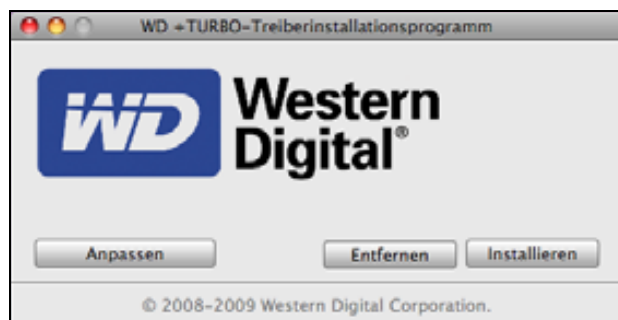 WD +TURBO-Treiberinstallationsprogramm
WD
Western
Digital®
Anpassen
Entfernen
Installieren
© 2008-2009 Western Digital Corporation.